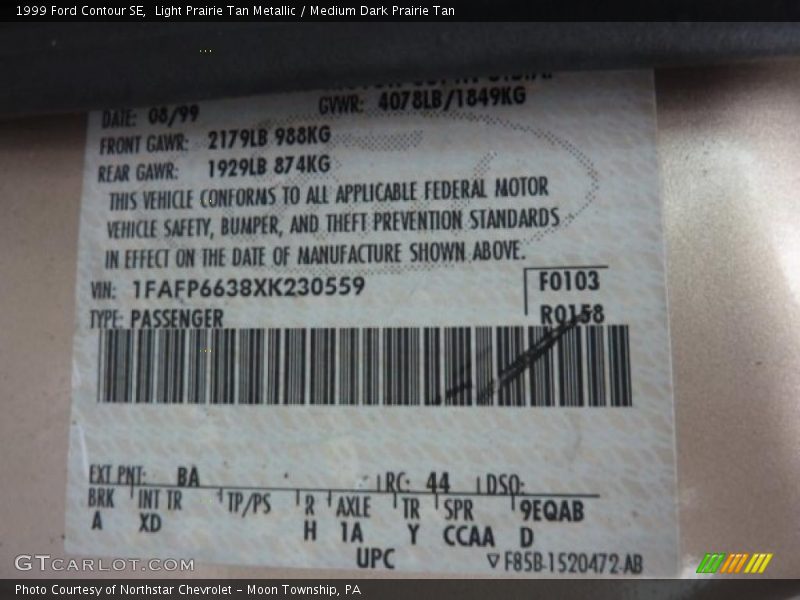 1999 Ford Contour SE,  Light Prairie Tan Metallic / Medium Dark Prairie Tan
DATE: 08/99 GVWR: 4078LB/1849KG
FRONT GAWR: 2179LB 988KG
REAR GAWR: 1929LB 874KG
THIS VEHICLE CONFORMS TO ALL APPLICABLE FEDERAL MOTOR
VEHICLE SAFETY, BUMPER, AND THEFT PREVENTION STANDARDS
IN EFFECT ON THE DATE OF MANUFACTURE SHOWN ABOVE.
VIN: 1FAFP6638XK230559 F0103
TYPE: PASSENGER R0158
EXT PNT: BA RC: 44 DSO:
BRK INT TR TP/PS R AXLE TR SPR 9EQAB
A XD H 1A Y CCAA D
UPC ▽F85B-1520472-AB
GTCARLOT.COM
Photo Courtesy of Northstar Chevrolet - Moon Township, PA